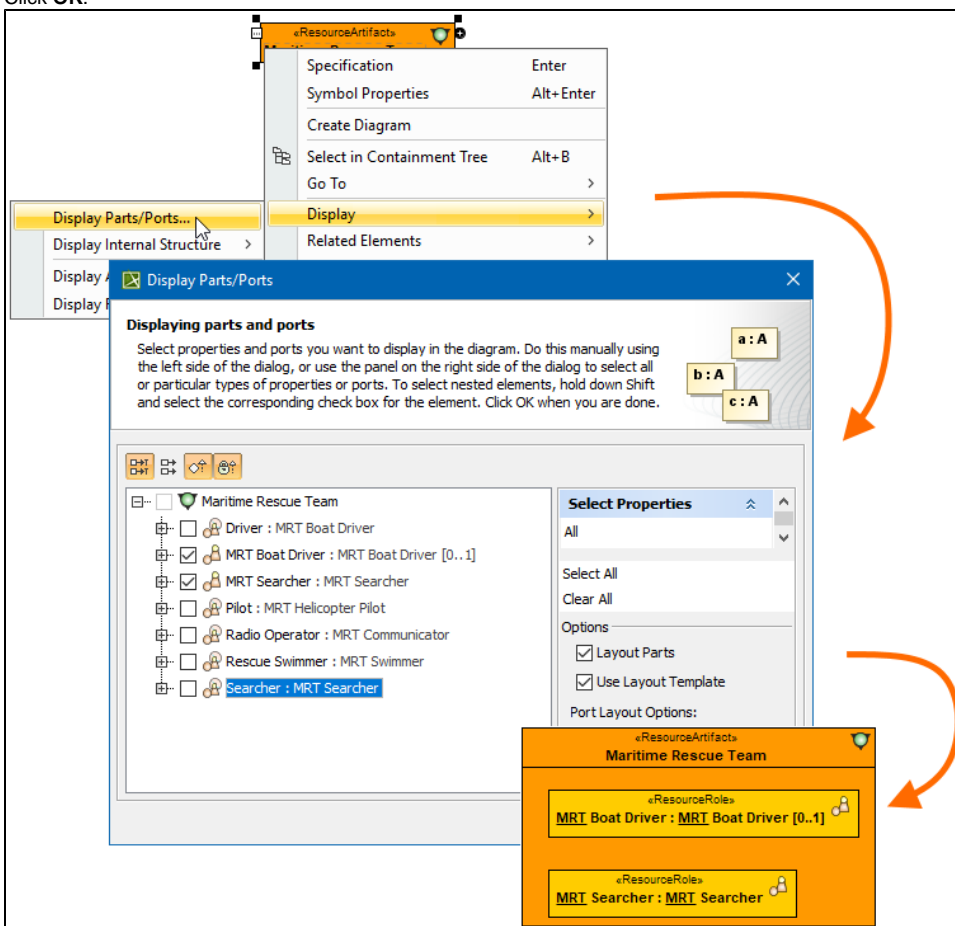 Click OK.
«ResourceArtifact»
Specification Enter
Symbol Properties Alt+Enter
Create Diagram
Select in Containment Tree Alt+B
Go To
Display
Related Elements
Display Parts/Ports...
Display Internal Structure
Display
Display
Display Parts/Ports
Displaying parts and ports
Select properties and ports you want to display in the diagram. Do this manually using
the left side of the dialog, or use the panel on the right side of the dialog to select all
or particular types of properties or ports. To select nested elements, hold down Shift
and select the corresponding check box for the element. Click OK when you are done.
a : A
b : A
c : A
Maritime Rescue Team
Driver : MRT Boat Driver
MRT Boat Driver : MRT Boat Driver [0..1]
MRT Searcher : MRT Searcher
Pilot : MRT Helicopter Pilot
Radio Operator : MRT Communicator
Rescue Swimmer : MRT Swimmer
Searcher : MRT Searcher
Select Properties
All
Select All
Clear All
Options
Layout Parts
Use Layout Template
Port Layout Options:
«ResourceArtifact»
Maritime Rescue Team
«ResourceRole»
MRT Boat Driver : MRT Boat Driver [0..1]
«ResourceRole»
MRT Searcher : MRT Searcher